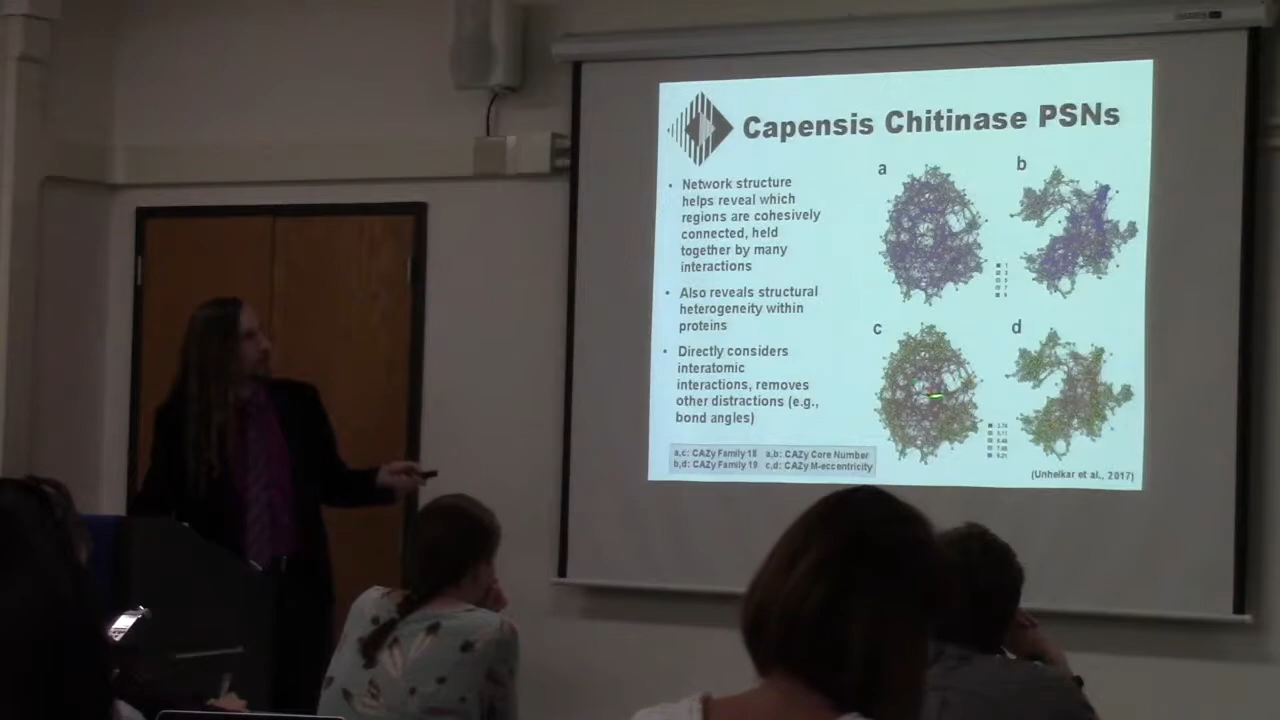 Capensis Chitinase PSNs
• Network structure
helps reveal which
regions are cohesively
connected, held
together by many
interactions
• Also reveals structural
heterogeneity within
proteins
• Directly considers
interatomic
interactions, removes
other distractions (e.g.,
bond angles)
a
b
c
d
a,c: CAZy Family 18 a,b: CAZy Core Number
b,d: CAZy Family 19 c,d: CAZy M-eccentricity
(Unhelkar et al., 2017)